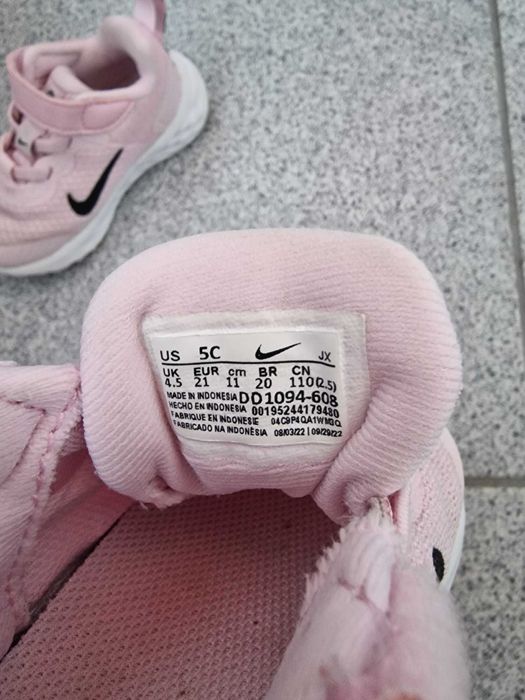 US 5C JX
UK EUR cm BR CN
4.5 21 11 20 110(2.5)
MADE IN INDONESIA DD1094-608
HECHO EN INDONESIA 00195244179480
FABRIQUE EN INDONESIE 04C9P4QA1WM3Q
FABRICADO NA INDONÉSIA 08/03/22 | 09/29/22